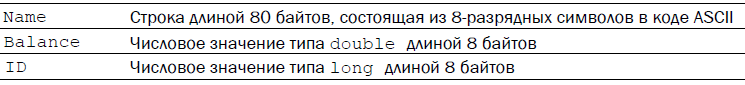 Name Строка длиной 80 байтов, состоящая из 8-разрядных символов в коде ASCII
Balance Числовое значение типа double длиной 8 байтов
ID Числовое значение типа long длиной 8 байтов